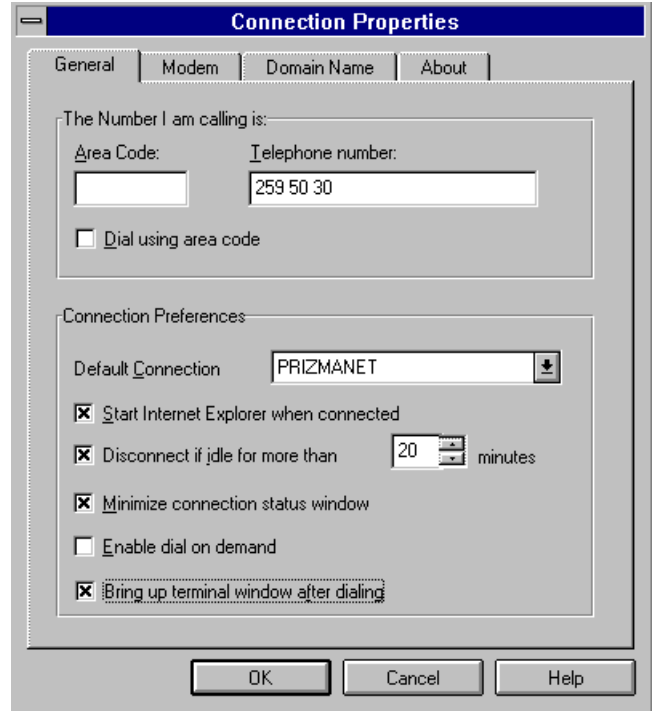 Connection Properties
General Modem Domain Name About
The Number I am calling is:
Area Code: Telephone number:
259 50 30
Dial using area code
Connection Preferences
Default Connection PRIZMANET
Start Internet Explorer when connected
Disconnect if idle for more than 20 minutes
Minimize connection status window
Enable dial on demand
Bring up terminal window after dialing
OK Cancel Help